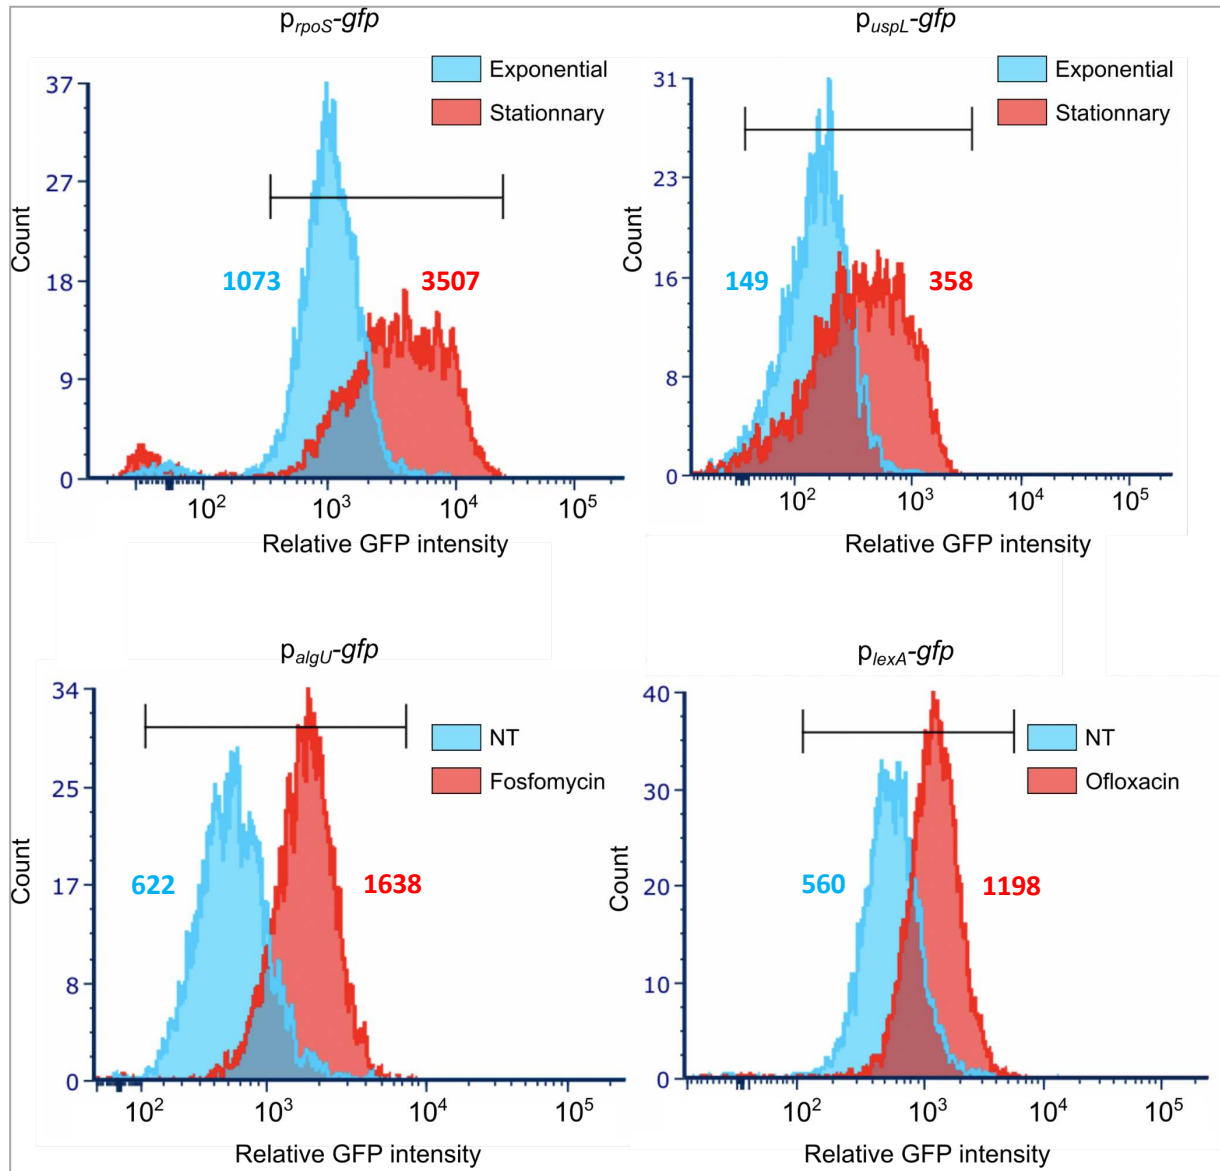 p_rpoS-gfp
Exponential
Stationnary
37
27
18
9
0
Count
1073
3507
10^2
10^3
10^4
10^5
Relative GFP intensity
p_uspL-gfp
Exponential
Stationnary
31
23
16
8
0
Count
149
358
10^2
10^3
10^4
10^5
Relative GFP intensity
p_algU-gfp
NT
Fosfomycin
34
25
17
8
0
Count
622
1638
10^2
10^3
10^4
10^5
Relative GFP intensity
p_lexA-gfp
NT
Ofloxacin
40
30
20
10
0
Count
560
1198
10^2
10^3
10^4
10^5
Relative GFP intensity